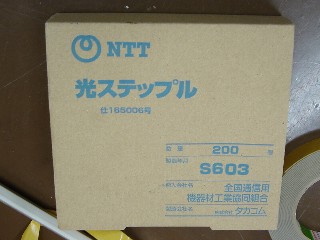 NTT
光ステップル
仕165006号
数量 200
S603
全国通信用
機器材工業協同組合
タカコム